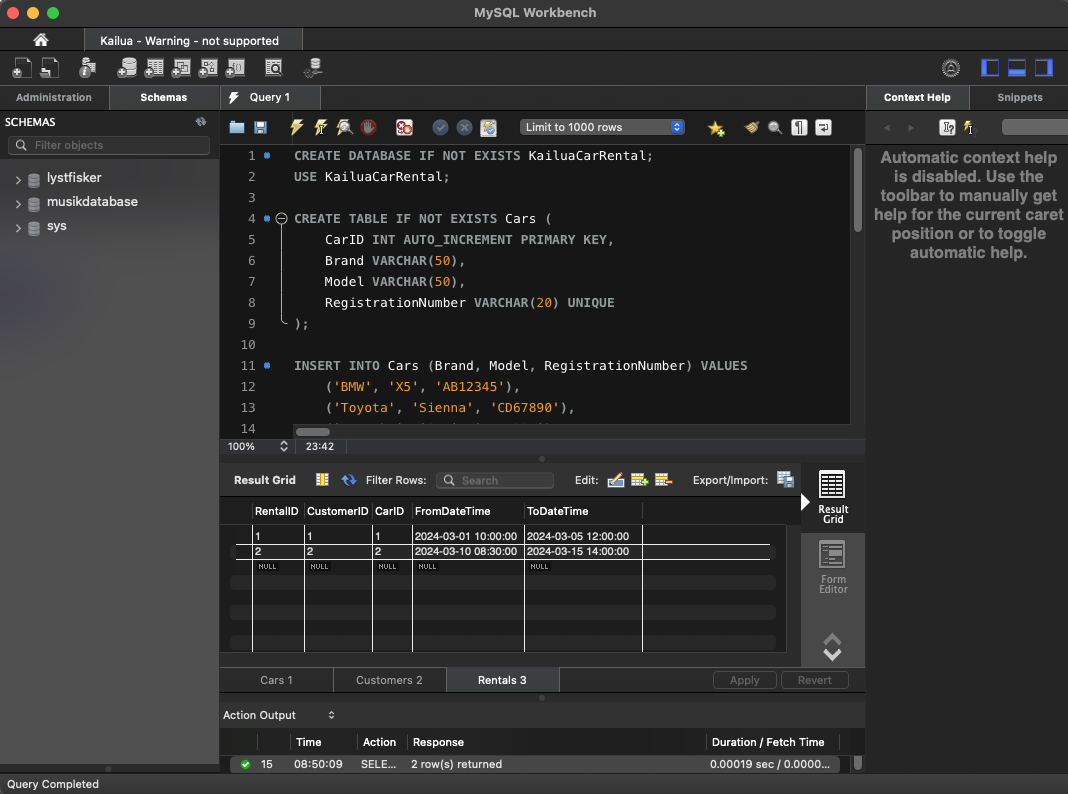 MySQL Workbench
Kailua - Warning - not supported
Administration
Schemas
Query 1
Context Help
Snippets
SCHEMAS
Filter objects
lystfisker
musikdatabase
sys
Limit to 1000 rows
1 CREATE DATABASE IF NOT EXISTS KailuaCarRental;
2 USE KailuaCarRental;
3
4 CREATE TABLE IF NOT EXISTS Cars (
5 CarID INT AUTO_INCREMENT PRIMARY KEY,
6 Brand VARCHAR(50),
7 Model VARCHAR(50),
8 RegistrationNumber VARCHAR(20) UNIQUE
9 );
10
11 INSERT INTO Cars (Brand, Model, RegistrationNumber) VALUES
12 ('BMW', 'X5', 'AB12345'),
13 ('Toyota', 'Sienna', 'CD67890'),
14
100% 23:42
Automatic context help
is disabled. Use the
toolbar to manually get
help for the current caret
position or to toggle
automatic help.
Result Grid Filter Rows: Search Edit: Export/Import:
RentalID CustomerID CarID FromDateTime ToDateTime
1 1 1 2024-03-01 10:00:00 2024-03-05 12:00:00
2 2 2 2024-03-10 08:30:00 2024-03-15 14:00:00
NULL NULL NULL NULL NULL
Result
Grid
Form
Editor
Cars 1 Customers 2 Rentals 3 Apply Revert
Action Output
Time Action Response Duration / Fetch Time
15 08:50:09 SELE... 2 row(s) returned 0.00019 sec / 0.0000...
Query Completed